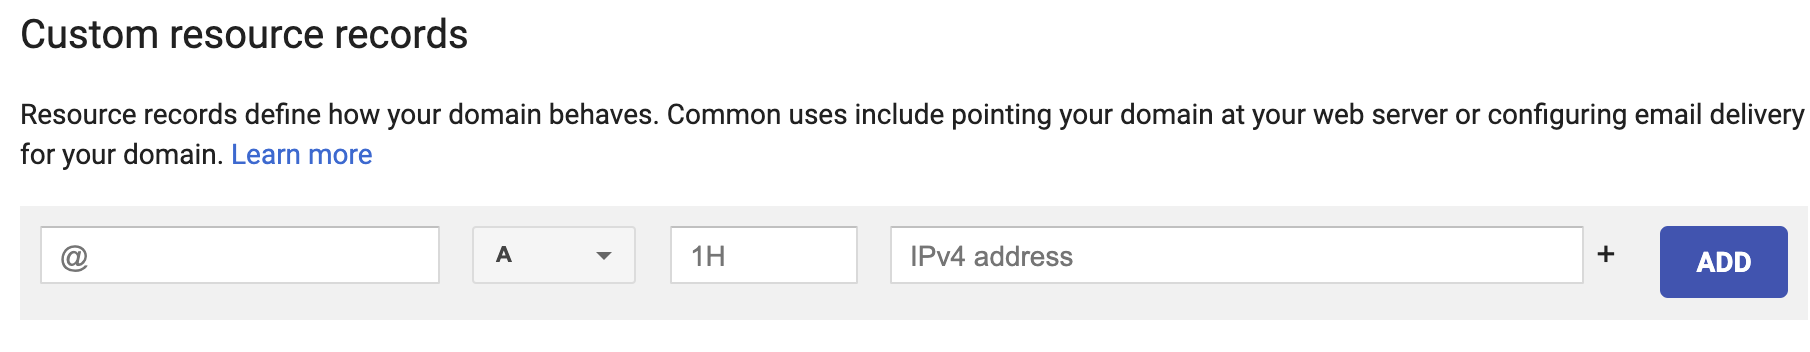 Custom resource records
Resource records define how your domain behaves. Common uses include pointing your domain at your web server or configuring email delivery
for your domain. Learn more
@ A 1H IPv4 address + ADD